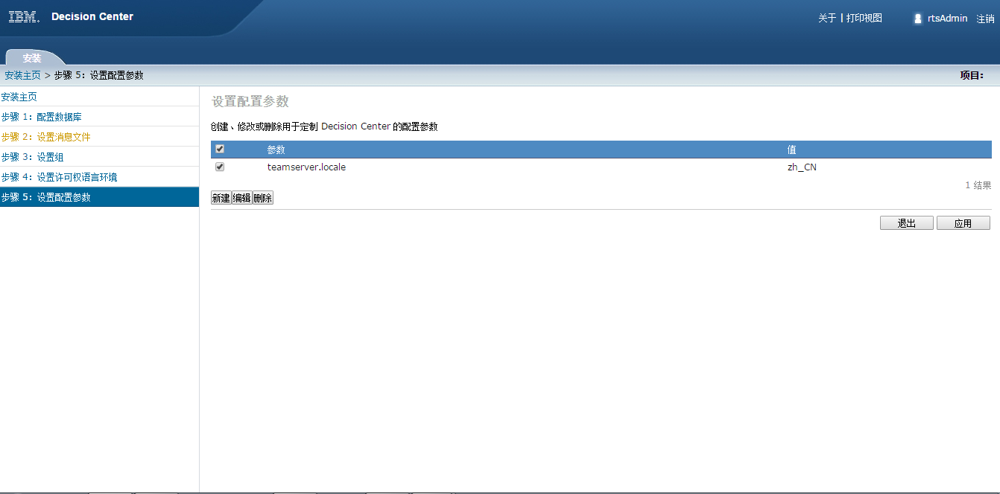 IBM. Decision Center 关于 | 打印视图 rtsAdmin 注销
安装
安装主页 > 步骤 5：设置配置参数 项目：
安装主页
步骤 1：配置数据库
步骤 2：设置消息文件
步骤 3：设置组
步骤 4：设置许可权语言环境
步骤 5：设置配置参数
设置配置参数
创建、修改或删除用于定制 Decision Center 的配置参数
参数 值
teamserver.locale zh_CN
1 结果
新建 编辑 删除
退出 应用